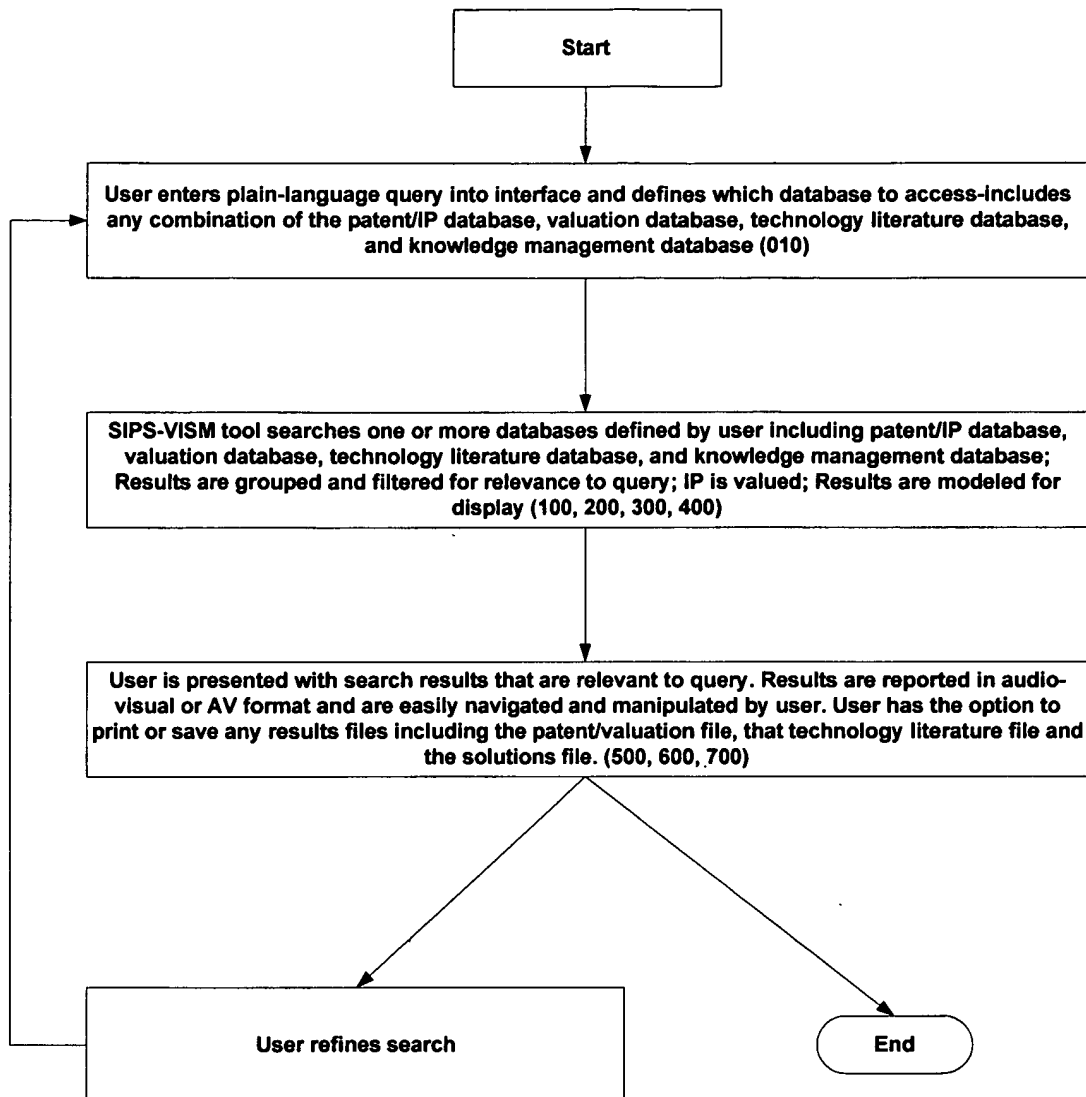 Start
User enters plain-language query into interface and defines which database to access-includes
any combination of the patent/IP database, valuation database, technology literature database,
and knowledge management database (010)
SIPS-VISM tool searches one or more databases defined by user including patent/IP database,
valuation database, technology literature database, and knowledge management database;
Results are grouped and filtered for relevance to query; IP is valued; Results are modeled for
display (100, 200, 300, 400)
User is presented with search results that are relevant to query. Results are reported in audio-
visual or AV format and are easily navigated and manipulated by user. User has the option to
print or save any results files including the patent/valuation file, that technology literature file and
the solutions file. (500, 600, 700)
User refines search
End